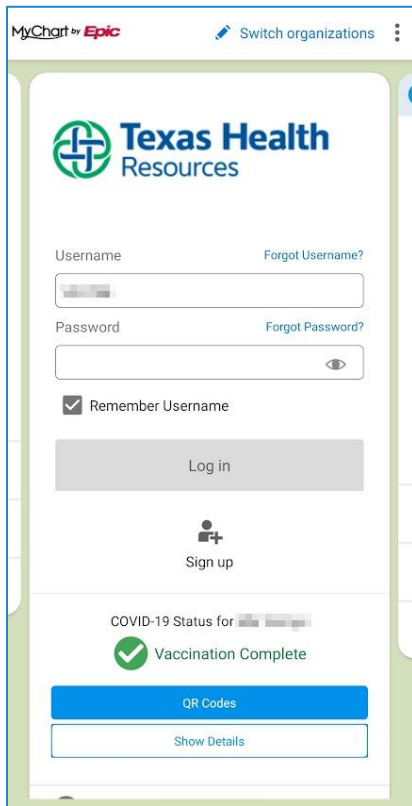 MyChart by Epic
Switch organizations
Texas Health
Resources
Username
Forgot Username?
Password
Forgot Password?
Remember Username
Log in
Sign up
COVID-19 Status for
Vaccination Complete
QR Codes
Show Details